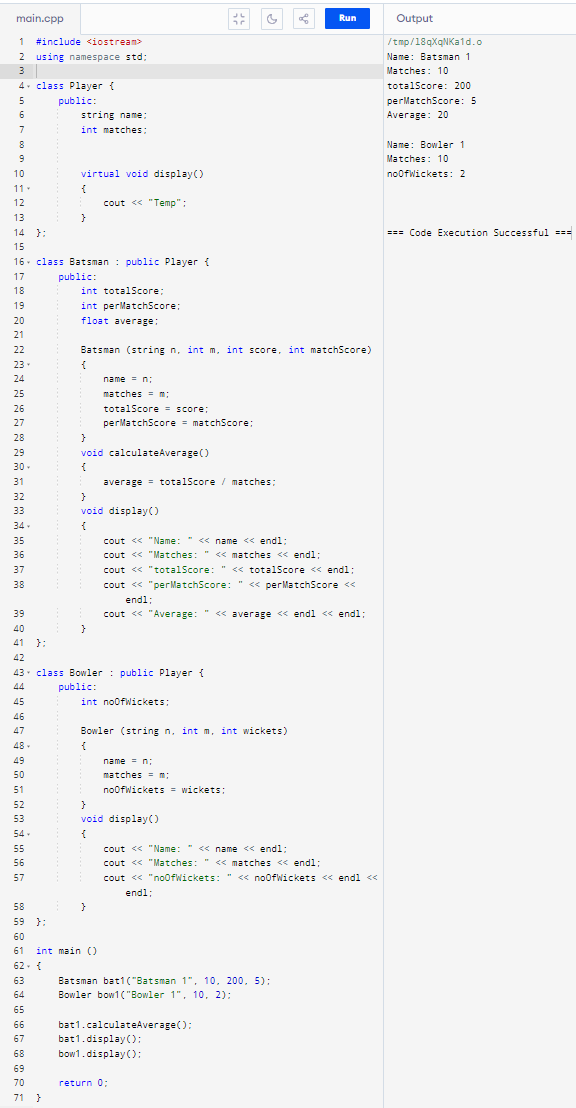 main.cpp
Run
Output
1 #include <iostream>
2 using namespace std;
3
4 class Player {
5     public:
6         string name;
7         int matches;
8
9
10         virtual void display()
11         {
12             cout << "Temp";
13         }
14 };
15
16 class Batsman : public Player {
17     public:
18         int totalScore;
19         int perMatchScore;
20         float average;
21
22         Batsman (string n, int m, int score, int matchScore)
23         {
24             name = n;
25             matches = m;
26             totalScore = score;
27             perMatchScore = matchScore;
28         }
29         void calculateAverage()
30         {
31             average = totalScore / matches;
32         }
33         void display()
34         {
35             cout << "Name: " << name << endl;
36             cout << "Matches: " << matches << endl;
37             cout << "totalScore: " << totalScore << endl;
38             cout << "perMatchScore: " << perMatchScore <<
                endl;
39             cout << "Average: " << average << endl << endl;
40         }
41 };
42
43 class Bowler : public Player {
44     public:
45         int noOfWickets;
46
47         Bowler (string n, int m, int wickets)
48         {
49             name = n;
50             matches = m;
51             noOfWickets = wickets;
52         }
53         void display()
54         {
55             cout << "Name: " << name << endl;
56             cout << "Matches: " << matches << endl;
57             cout << "noOfWickets: " << noOfWickets << endl <<
                endl;
58         }
59 };
60
61 int main ()
62 {
63     Batsman bat1("Batsman 1", 10, 200, 5);
64     Bowler bow1("Bowler 1", 10, 2);
65
66     bat1.calculateAverage();
67     bat1.display();
68     bow1.display();
69
70     return 0;
71 }
/tmp/l8qXqNKa1d.o
Name: Batsman 1
Matches: 10
totalScore: 200
perMatchScore: 5
Average: 20

Name: Bowler 1
Matches: 10
noOfWickets: 2

=== Code Execution Successful ===